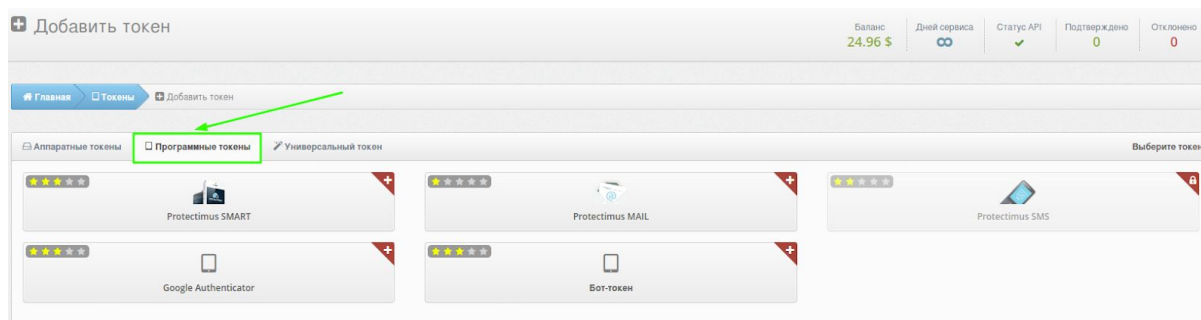 Добавить токен
Баланс
24.96 $
Дней сервиса
Статус API
Подтверждено
0
Отклонено
0
Главная
Токены
Добавить токен
Аппаратные токены
Программные токены
Универсальный токен
Выберите токен
Protectimus SMART
Protectimus MAIL
Protectimus SMS
Google Authenticator
Бот-токен